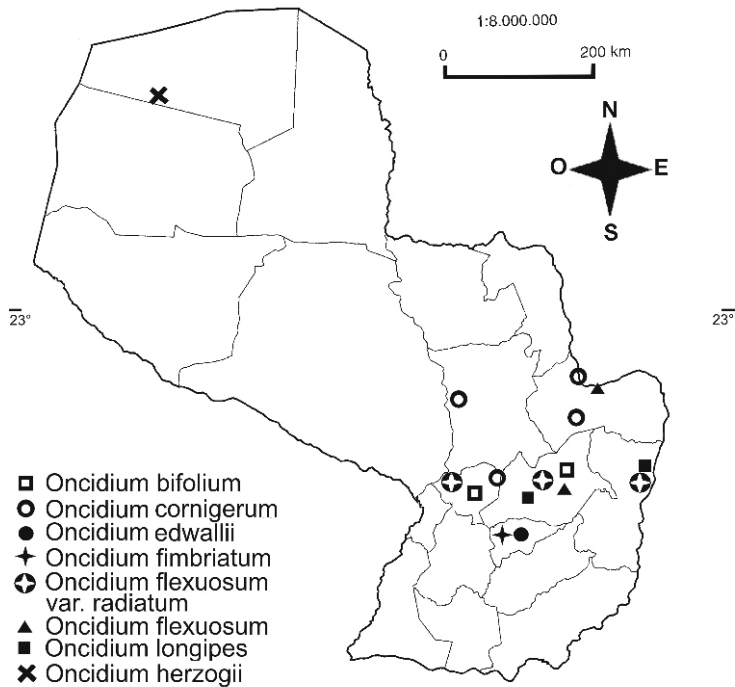 1:8.000.000
0 200 km
N
O E
S
23° 23°
Oncidium bifolium
Oncidium cornigerum
Oncidium edwallii
Oncidium fimbriatum
Oncidium flexuosum
var. radiatum
Oncidium flexuosum
Oncidium longipes
Oncidium herzogii